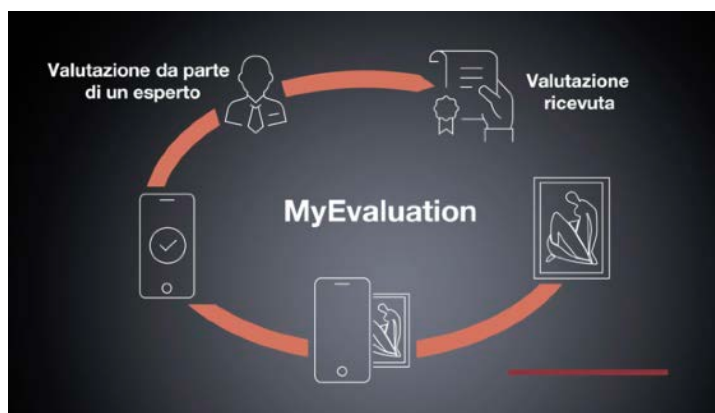 Valutazione da parte
di un esperto
Valutazione
ricevuta
MyEvaluation